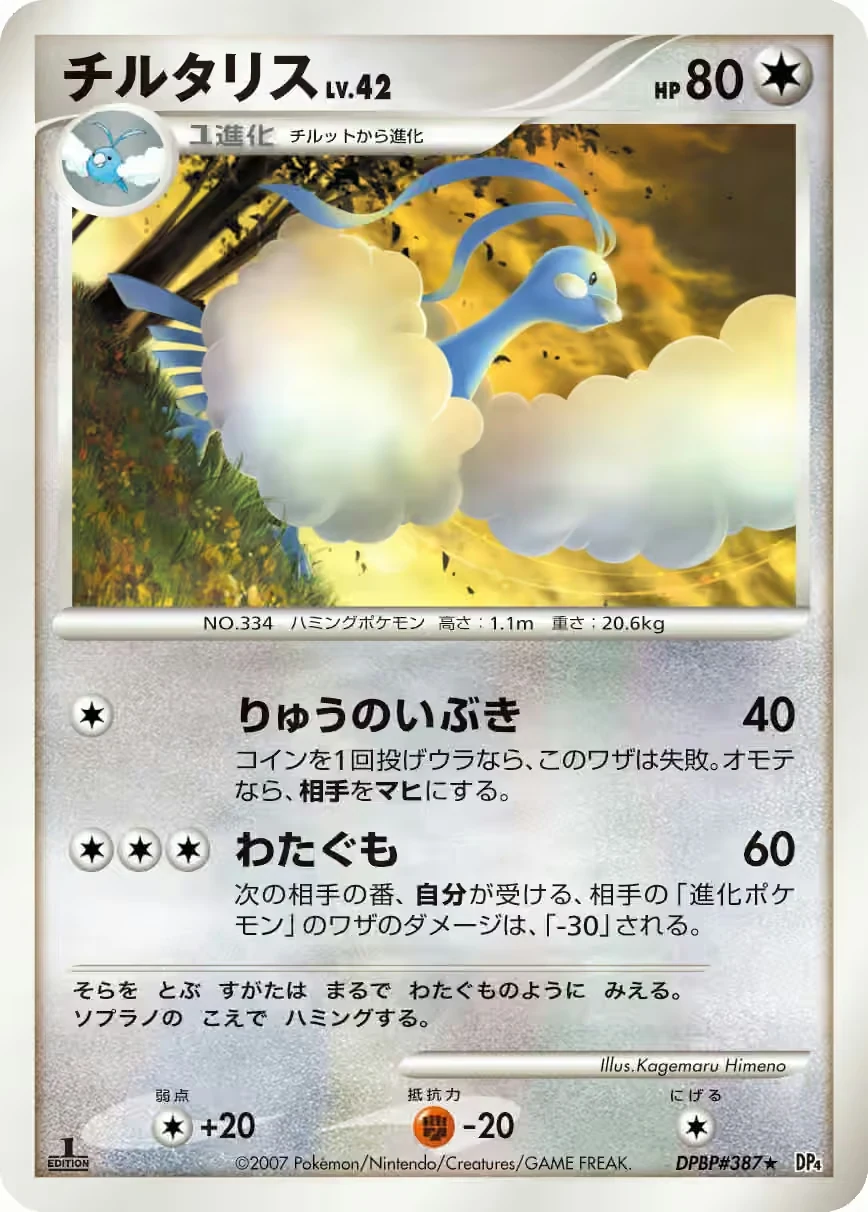 チルタリス LV.42 HP 80
1進化 チルットから進化
NO.334 ハミングポケモン 高さ：1.1m 重さ：20.6kg
りゅうのいぶき 40
コインを1回投げウラなら、このワザは失敗。オモテ
なら、相手をマヒにする。
わたぐも 60
次の相手の番、自分が受ける、相手の「進化ポケ
モン」のワザのダメージは、「-30」される。
そらを とぶ すがたは まるで わたぐものように みえる。
ソプラノの こえで ハミングする。
Illus.Kagemaru Himeno
弱点 抵抗力 にげる
+20 -20
1 EDITION ©2007 Pokémon/Nintendo/Creatures/GAME FREAK. DPBP#387★ DP4